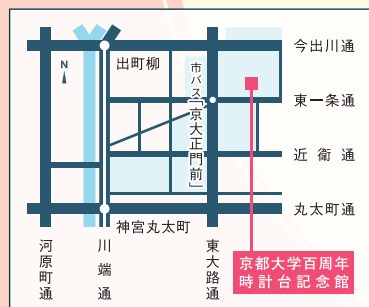 今出川通
出町柳
N
市バス「京大正門前」
東一条通
近衛通
丸太町通
神宮丸太町
河原町通
川端通
東大路通
京都大学百周年
時計台記念館